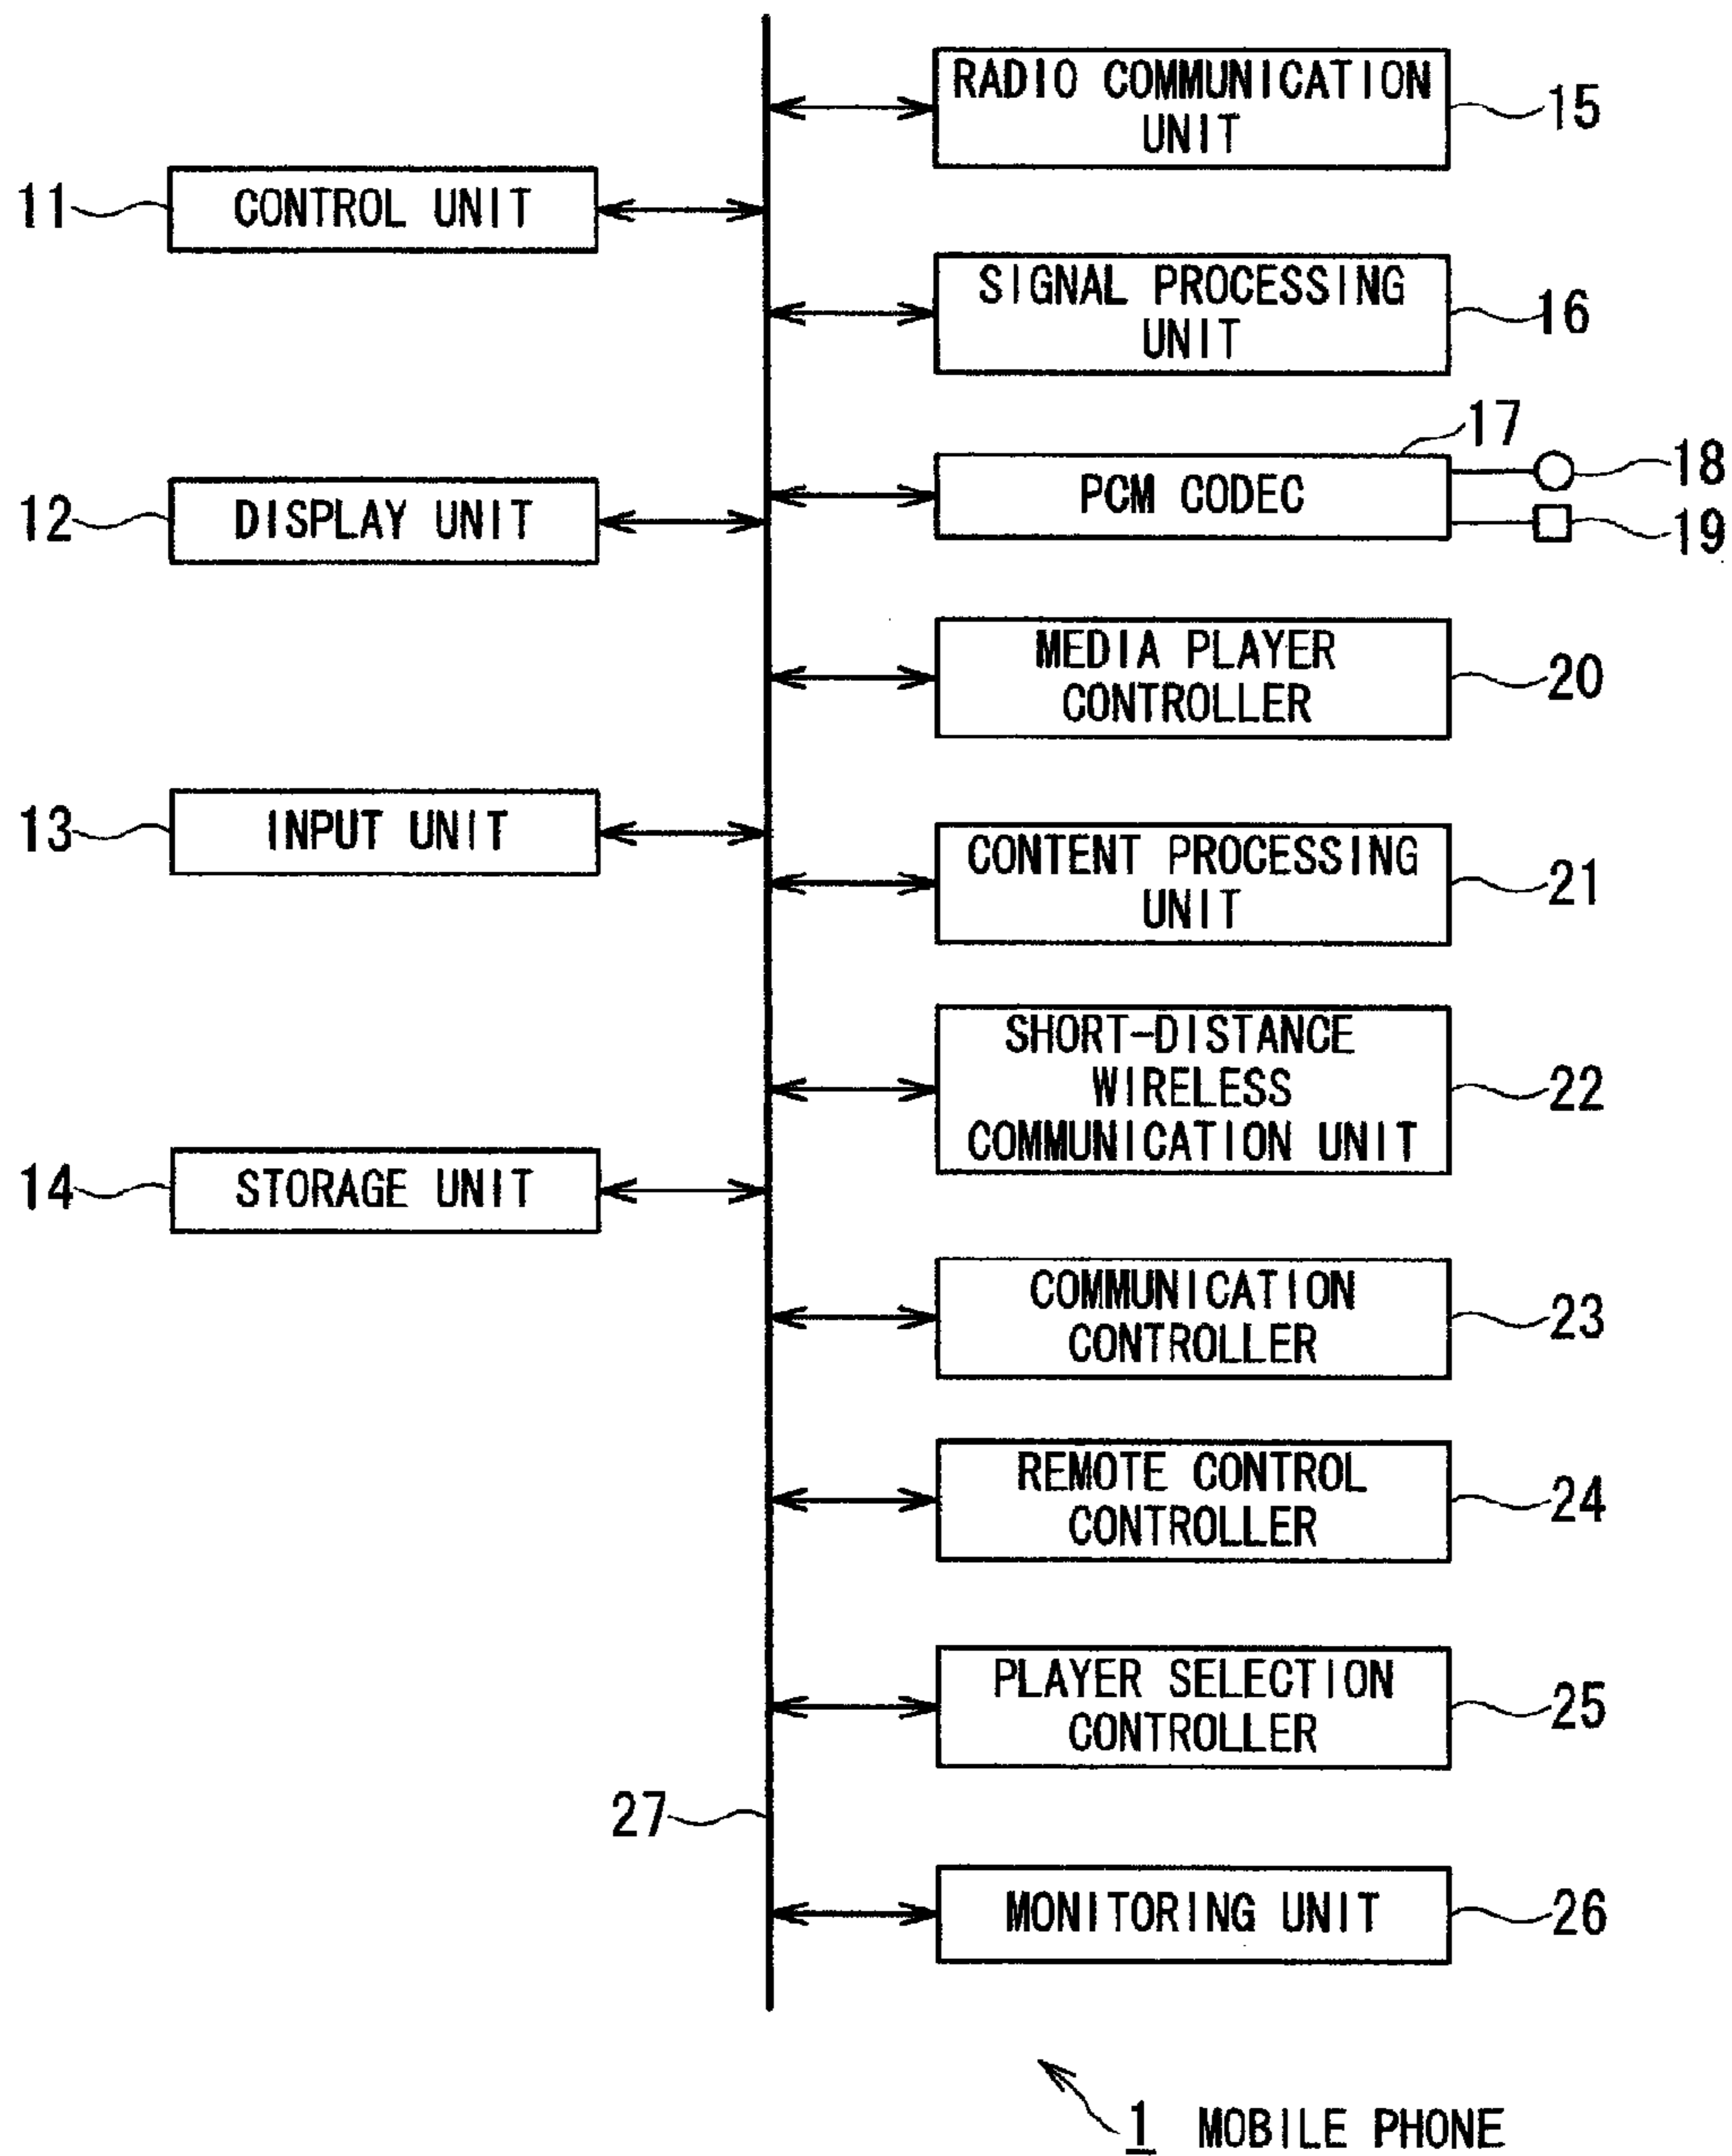 RADIO COMMUNICATION
UNIT
15
11
CONTROL UNIT
SIGNAL PROCESSING
UNIT
16
17
18
12
DISPLAY UNIT
PCM CODEC
19
MEDIA PLAYER
CONTROLLER
20
13
INPUT UNIT
CONTENT PROCESSING
UNIT
21
SHORT-DISTANCE
WIRELESS
COMMUNICATION UNIT
22
14
STORAGE UNIT
COMMUNICATION
CONTROLLER
23
REMOTE CONTROL
CONTROLLER
24
PLAYER SELECTION
CONTROLLER
25
27
MONITORING UNIT
26
1 MOBILE PHONE